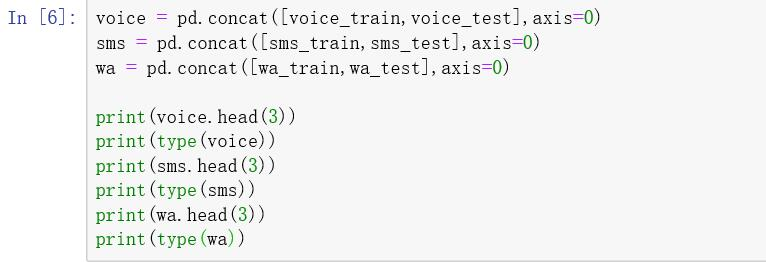 In [6]:
voice = pd.concat([voice_train,voice_test],axis=0)
sms = pd.concat([sms_train,sms_test],axis=0)
wa = pd.concat([wa_train,wa_test],axis=0)

print(voice.head(3))
print(type(voice))
print(sms.head(3))
print(type(sms))
print(wa.head(3))
print(type(wa))